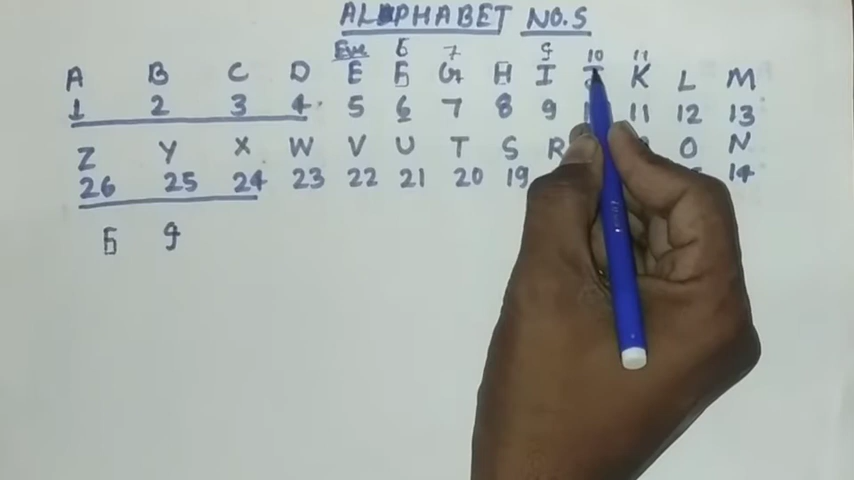 ALPHABET NO.S
Eve 6 7 9 10 11
A B C D E F G H I J K L M
1 2 3 4 5 6 7 8 9 11 12 13
Z Y X W V U T S R O N
26 25 24 23 22 21 20 19 14